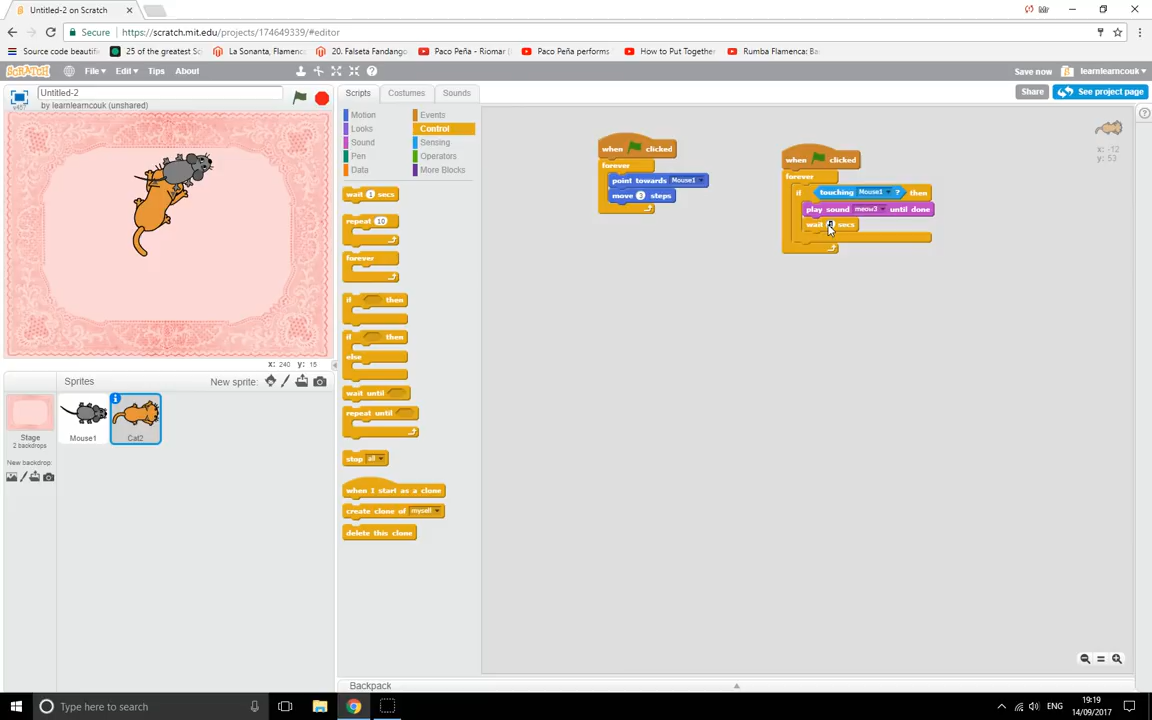 Untitled-2 on Scratch
Mr
Secure
https://scratch.mit.edu/projects/174649339/#editor
Source code beautifie
25 of the greatest Sc
La Sonanta, Flamenc
20. Falseta Fandango
Paco Peña - Riomar (
Paco Peña performs
How to Put Together
Rumba Flamenca: Ba
SCRATCH
File
Edit
Tips
About
Save now
learnlearncouk
Untitled-2
by learnlearncouk (unshared)
v457
Scripts
Costumes
Sounds
Share
See project page
Motion
Events
Looks
Control
Sound
Sensing
Pen
Operators
Data
More Blocks
wait 1 secs
repeat 10
forever
if then
if then
else
wait until
repeat until
stop all
when I start as a clone
create clone of myself
delete this clone
when clicked
forever
point towards Mouse1
move 3 steps
when clicked
forever
if touching Mouse1 ? then
play sound meow3 until done
wait secs
x: -12
y: 53
x: 240 y: 15
Sprites
New sprite:
Mouse1
Cat2
Stage
2 backdrops
New backdrop:
Backpack
Type here to search
ENG
19:19
14/09/2017